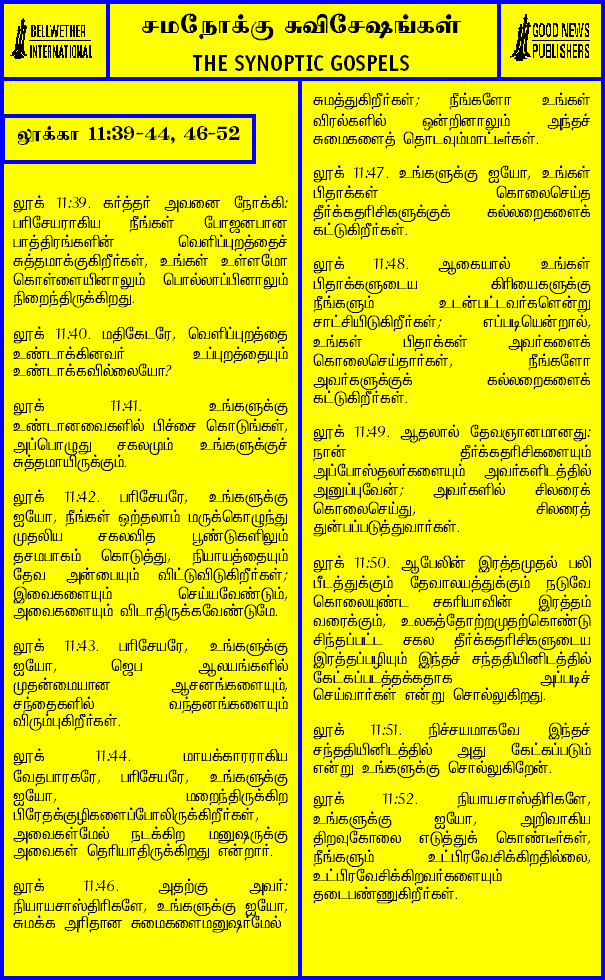 BELLWETHER
INTERNATIONAL
சமநோக்கு சுவிசேஷங்கள்
THE SYNOPTIC GOSPELS
GOOD NEWS
PUBLISHERS
லூக்கா 11:39-44, 46-52
லூக் 11:39. கர்த்தர் அவனை நோக்கி:
பரிசேயராகிய நீங்கள் போஜனபான
பாத்திரங்களின் வெளிப்புறத்தைச்
சுத்தமாக்குகிறீர்கள், உங்கள் உள்ளமோ
கொள்ளையினாலும் பொல்லாப்பினாலும்
நிறைந்திருக்கிறது.
லூக் 11:40. மதிகேடரே, வெளிப்புறத்தை
உண்டாக்கினவர் உப்புறத்தையும்
உண்டாக்கவில்லையோ?
லூக் 11:41. உங்களுக்கு
உண்டானவைகளில் பிச்சை கொடுங்கள்,
அப்பொழுது சகலமும் உங்களுக்குச்
சுத்தமாயிருக்கும்.
லூக் 11:42. பரிசேயரே, உங்களுக்கு
ஐயோ, நீங்கள் ஒற்தலாம் மருக்கொழுந்து
முதலிய சகலவித பூண்டுகளிலும்
தசமபாகம் கொடுத்து, நியாயத்தையும்
தேவ அன்பையும் விட்டுவிடுகிறீர்கள்;
இவைகளையும் செய்யவேண்டும்,
அவைகளையும் விடாதிருக்கவேண்டுமே.
லூக் 11:43. பரிசேயரே, உங்களுக்கு
ஐயோ, ஜெப ஆலயங்களில்
முதன்மையான ஆசனங்களையும்,
சந்தைகளில் வந்தனங்களையும்
விரும்புகிறீர்கள்.
லூக் 11:44. மாயக்காரராகிய
வேதபாரகரே, பரிசேயரே, உங்களுக்கு
ஐயோ, மறைந்திருக்கிற
பிரேதக்குழிகளைப்போலிருக்கிறீர்கள்,
அவைகள்மேல் நடக்கிற மனுஷருக்கு
அவைகள் தெரியாதிருக்கிறது என்றார்.
லூக் 11:46. அதற்கு அவர்:
நியாயசாஸ்திரிகளே, உங்களுக்கு ஐயோ,
சுமக்க அரிதான சுமைகளைமனுஷர்மேல்
சுமத்துகிறீர்கள்; நீங்களோ உங்கள்
விரல்களில் ஒன்றினாலும் அந்தச்
சுமைகளைத் தொடவும்மாட்டீர்கள்.
லூக் 11:47. உங்களுக்கு ஐயோ, உங்கள்
பிதாக்கள் கொலைசெய்த
தீர்க்கதரிசிகளுக்குக் கல்லறைகளைக்
கட்டுகிறீர்கள்.
லூக் 11:48. ஆகையால் உங்கள்
பிதாக்களுடைய கிரியைகளுக்கு
நீங்களும் உடன்பட்டவர்களென்று
சாட்சியிடுகிறீர்கள்; எப்படியென்றால்,
உங்கள் பிதாக்கள் அவர்களைக்
கொலைசெய்தார்கள், நீங்களோ
அவர்களுக்குக் கல்லறைகளைக்
கட்டுகிறீர்கள்.
லூக் 11:49. ஆதலால் தேவஞானமானது:
நான் தீர்க்கதரிசிகளையும்
அப்போஸ்தலர்களையும் அவர்களிடத்தில்
அனுப்புவேன்; அவர்களில் சிலரைக்
கொலைசெய்து, சிலரைத்
துன்பப்படுத்துவார்கள்.
லூக் 11:50. ஆபேலின் இரத்தமுதல் பலி
பீடத்துக்கும் தேவாலயத்துக்கும் நடுவே
கொலையுண்ட சகரியாவின் இரத்தம்
வரைக்கும், உலகத்தோற்றமுதற்கொண்டு
சிந்தப்பட்ட சகல தீர்க்கதரிசிகளுடைய
இரத்தப்பழியும் இந்தச் சந்ததியினிடத்தில்
கேட்கப்படத்தக்கதாக அப்படிச்
செய்வார்கள் என்று சொல்லுகிறது.
லூக் 11:51. நிச்சயமாகவே இந்தச்
சந்ததியினிடத்தில் அது கேட்கப்படும்
என்று உங்களுக்கு சொல்லுகிறேன்.
லூக் 11:52. நியாயசாஸ்திரிகளே,
உங்களுக்கு ஐயோ, அறிவாகிய
திறவுகோலை எடுத்துக் கொண்டீர்கள்,
நீங்களும் உட்பிரவேசிக்கிறதில்லை,
உட்பிரவேசிக்கிறவர்களையும்
தடைபண்ணுகிறீர்கள்.